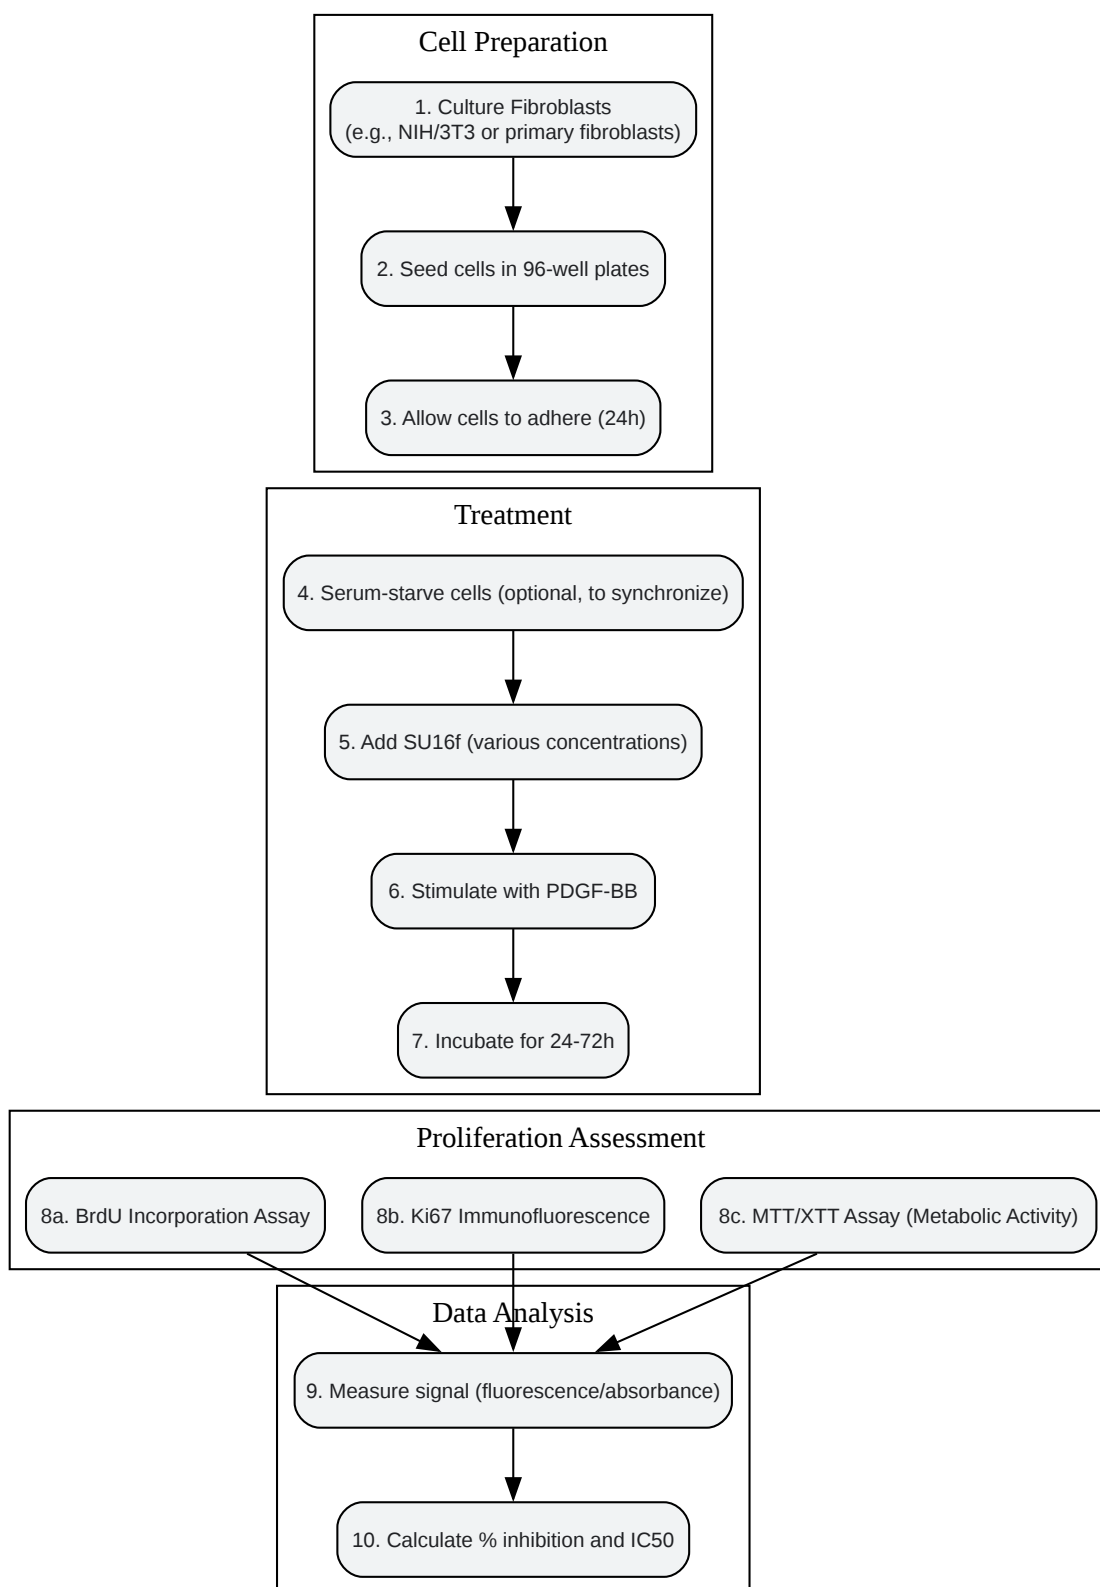 Cell Preparation
1. Culture Fibroblasts
(e.g., NIH/3T3 or primary fibroblasts)
2. Seed cells in 96-well plates
3. Allow cells to adhere (24h)
Treatment
4. Serum-starve cells (optional, to synchronize)
5. Add SU16f (various concentrations)
6. Stimulate with PDGF-BB
7. Incubate for 24-72h
Proliferation Assessment
8a. BrdU Incorporation Assay
8b. Ki67 Immunofluorescence
8c. MTT/XTT Assay (Metabolic Activity)
Data Analysis
9. Measure signal (fluorescence/absorbance)
10. Calculate % inhibition and IC50